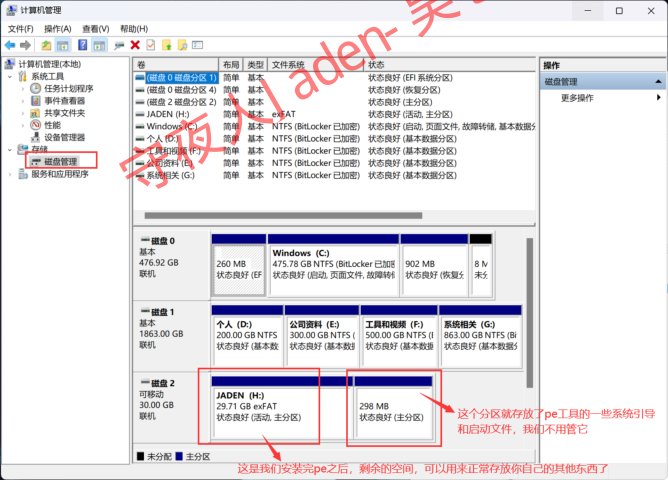 计算机管理
文件(F) 操作(A) 查看(V) 帮助(H)
计算机管理(本地)
系统工具
任务计划程序
事件查看器
共享文件夹
性能
设备管理器
存储
磁盘管理
服务和应用程序
卷 布局 类型 文件系统 状态
(磁盘 0 磁盘分区 1) 简单 基本 状态良好 (EFI 系统分区)
(磁盘 0 磁盘分区 4) 简单 基本 状态良好 (恢复分区)
(磁盘 2 磁盘分区 2) 简单 基本 状态良好 (主分区)
JADEN (H:) 简单 基本 exFAT 状态良好 (活动, 主分区)
Windows (C:) 简单 基本 NTFS (BitLocker 已加密) 状态良好 (启动, 页面文件, 故障转储, 基本数据分区)
个人 (D:) 简单 基本 NTFS (BitLocker 已加密) 状态良好 (基本数据分区)
工具和视频 (F:) 简单 基本 NTFS (BitLocker 已加密) 状态良好 (基本数据分区)
公司资料 (E:) 简单 基本 NTFS (BitLocker 已加密) 状态良好 (基本数据分区)
系统相关 (G:) 简单 基本 NTFS (BitLocker 已加密) 状态良好 (基本数据分区)
操作
磁盘管理
更多操作
守夜人 Jaden- 吴
磁盘 0
基本
476.92 GB
联机
260 MB
状态良好 (EF
Windows (C:)
475.78 GB NTFS (BitLocker 已加密
状态良好 (启动, 页面文件, 故障转
902 MB
状态良好 (恢复分
8 M
未分
磁盘 1
基本
1863.00 GB
联机
个人 (D:)
200.00 GB NTFS
状态良好 (基本数
公司资料 (E:)
300.00 GB NTFS
状态良好 (基本数据
工具和视频 (F:)
500.00 GB NTFS
状态良好 (基本数据
系统相关 (G:)
863.00 GB NTFS (Bi
状态良好 (基本数据分
磁盘 2
可移动
30.00 GB
联机
JADEN (H:)
29.71 GB exFAT
状态良好 (活动, 主分区)
298 MB
状态良好 (主分区)
这个分区就存放了pe工具的一些系统引导
和启动文件，我们不用管它
未分配 主分区
这是我们安装完pe之后，剩余的空间，可以用来正常存放你自己的其他东西了